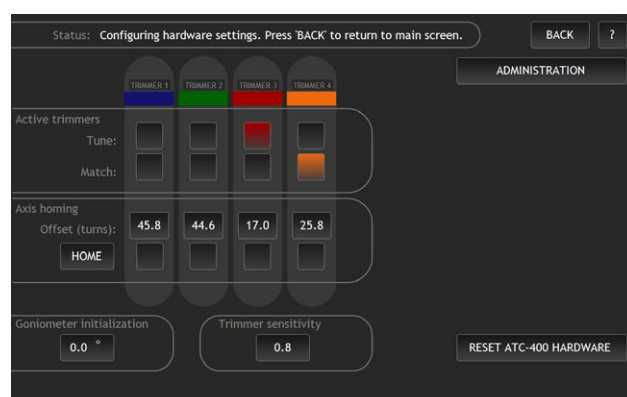 Status: Configuring hardware settings. Press 'BACK' to return to main screen.
BACK
?
ADMINISTRATION
TRIMMER 1 TRIMMER 2 TRIMMER 3 TRIMMER 4
Active trimmers
Tune:
Match:
Axis homing
Offset (turns): 45.8 44.6 17.0 25.8
HOME
Goniometer initialization
0.0 °
Trimmer sensitivity
0.8
RESET ATC-400 HARDWARE